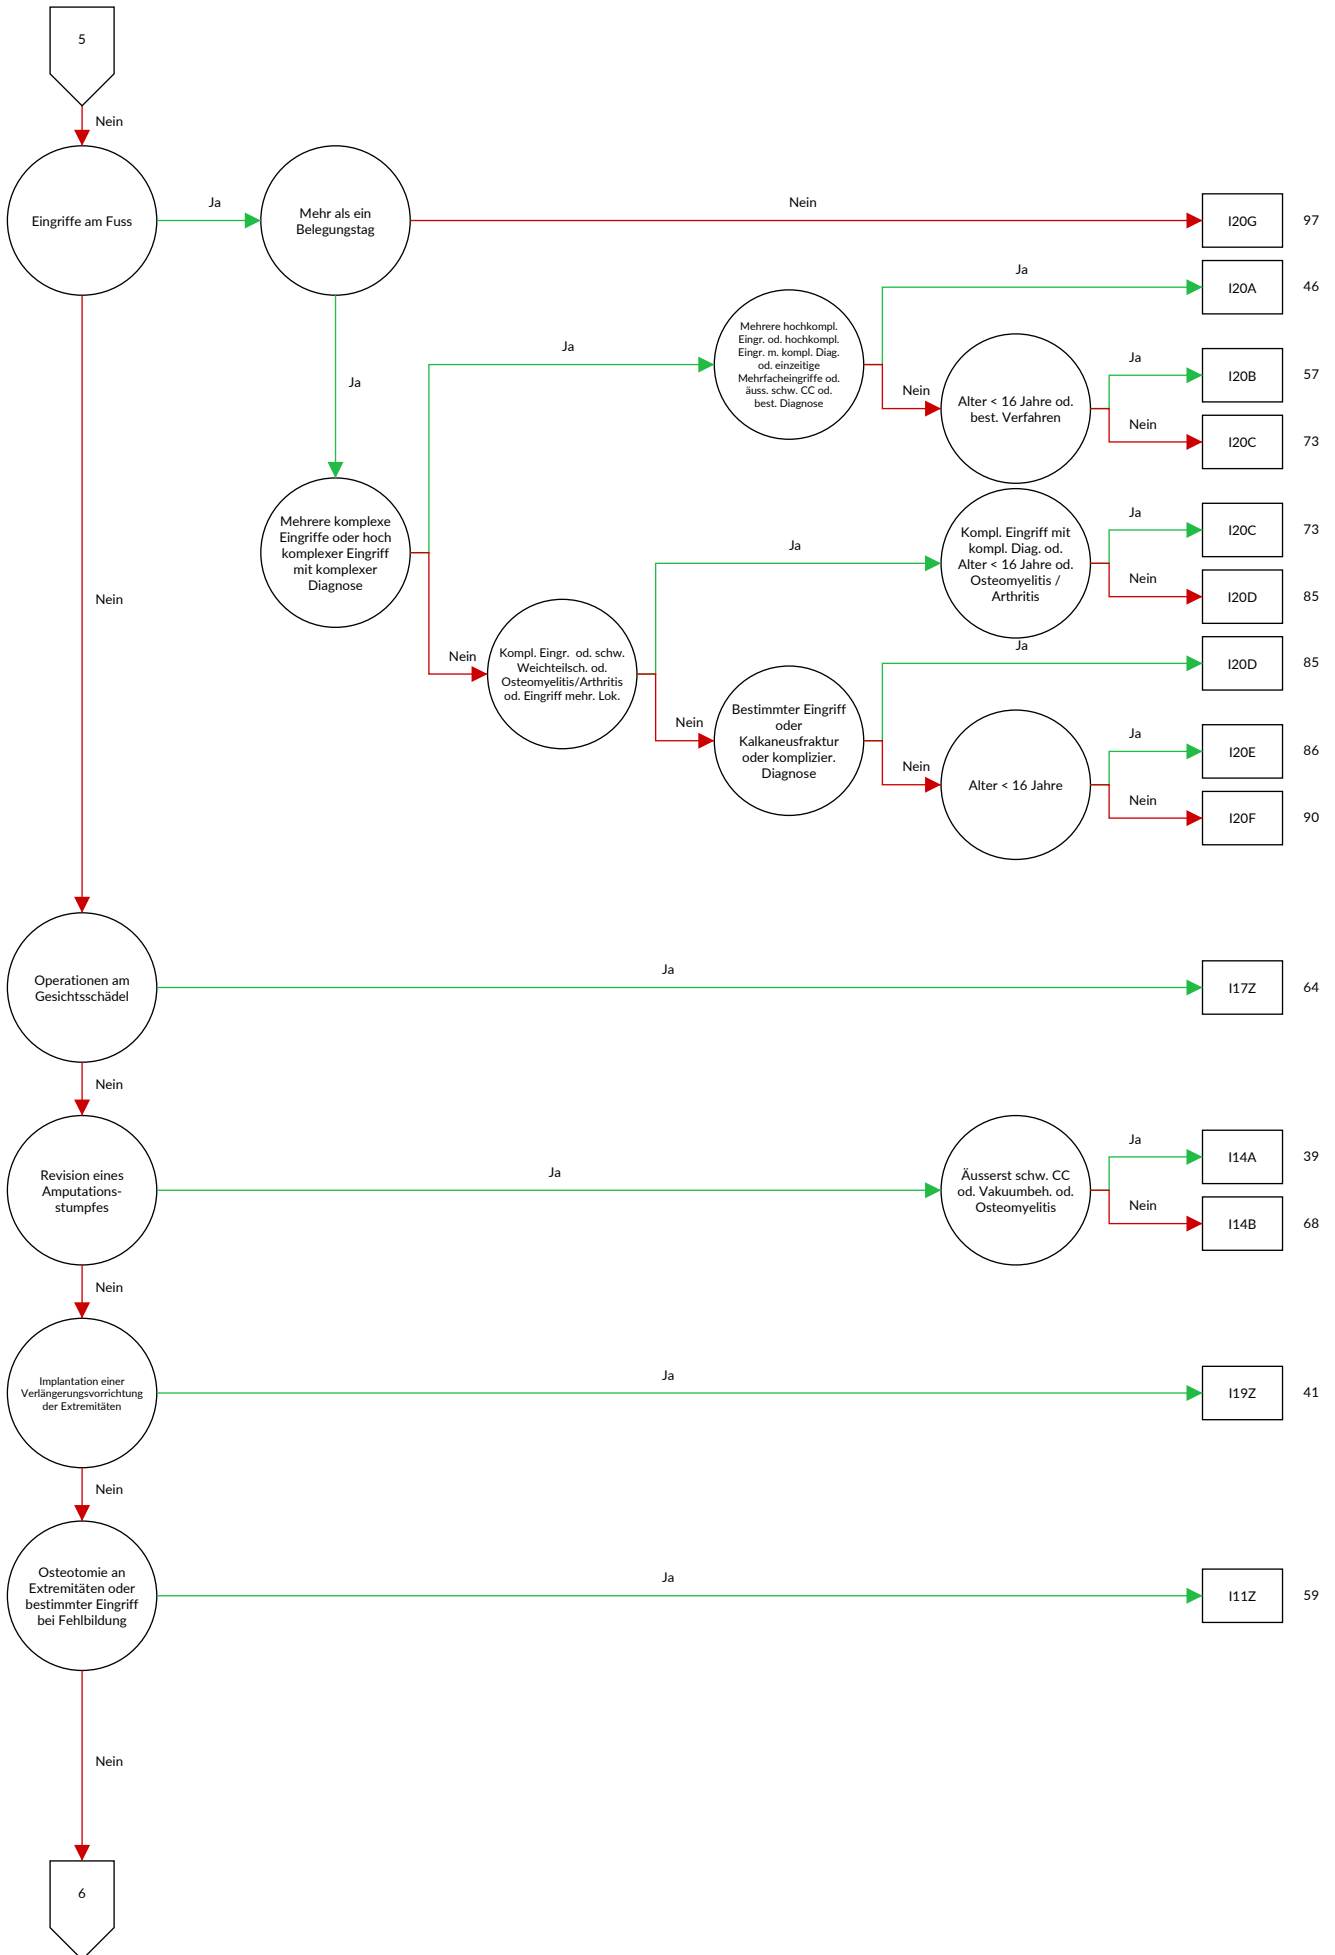 5
Nein
Eingriffe am Fuss
Ja
Mehr als ein
Belegungstag
Nein
I20G
97
Ja
I20A
46
Ja
Mehrere hochkompl.
Eingr. od. hochkompl.
Eingr. m. kompl. Diag.
od. einzeitige
Mehrfacheingriffe od.
äuss. schw. CC od.
best. Diagnose
Ja
Nein
Alter < 16 Jahre od.
best. Verfahren
Ja
I20B
57
Nein
I20C
73
Mehrere komplexe
Eingriffe oder hoch
komplexer Eingriff
mit komplexer
Diagnose
Ja
Kompl. Eingriff mit
kompl. Diag. od.
Alter < 16 Jahre od.
Osteomyelitis /
Arthritis
Ja
I20C
73
Nein
I20D
85
Nein
Nein
Kompl. Eingr.  od. schw.
Weichteilsch. od.
Osteomyelitis/Arthritis
od. Eingriff mehr. Lok.
Ja
I20D
85
Nein
Bestimmter Eingriff
oder
Kalkaneusfraktur
oder komplizier.
Diagnose
Nein
Alter < 16 Jahre
Ja
I20E
86
Nein
I20F
90
Operationen am
Gesichtsschädel
Ja
I17Z
64
Nein
Revision eines
Amputations-
stumpfes
Ja
Äusserst schw. CC
od. Vakuumbeh. od.
Osteomyelitis
Ja
I14A
39
Nein
I14B
68
Nein
Implantation einer
Verlängerungsvorrichtung
der Extremitäten
Ja
I19Z
41
Nein
Osteotomie an
Extremitäten oder
bestimmter Eingriff
bei Fehlbildung
Ja
I11Z
59
Nein
6